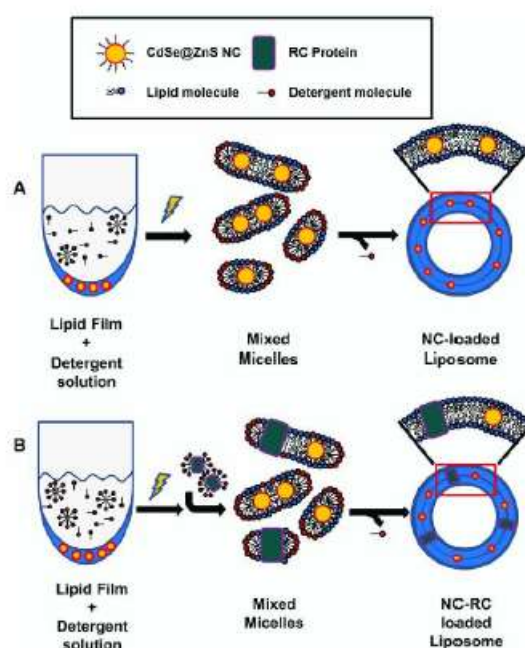 CdSe@ZnS NC
RC Protein
Lipid molecule
Detergent molecule
A
Lipid Film
+
Detergent
solution
Mixed
Micelles
NC-loaded
Liposome
B
Lipid Film
+
Detergent
solution
Mixed
Micelles
NC-RC
loaded
Liposome